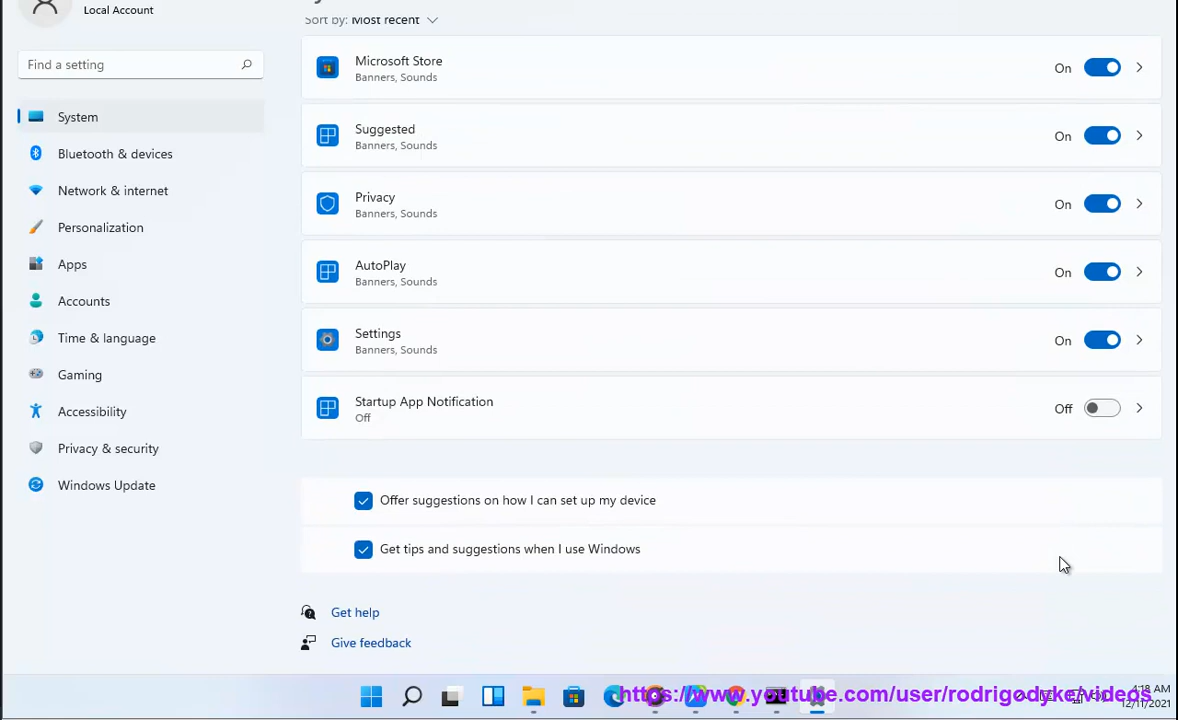 Local Account
Sort by: Most recent
Find a setting
System
Bluetooth & devices
Network & internet
Personalization
Apps
Accounts
Time & language
Gaming
Accessibility
Privacy & security
Windows Update
Microsoft Store
Banners, Sounds
On
Suggested
Banners, Sounds
On
Privacy
Banners, Sounds
On
AutoPlay
Banners, Sounds
On
Settings
Banners, Sounds
On
Startup App Notification
Off
Off
Offer suggestions on how I can set up my device
Get tips and suggestions when I use Windows
Get help
Give feedback
https://www.youtube.com/user/rodrigodyke/videos
4:18 AM
12/11/2021